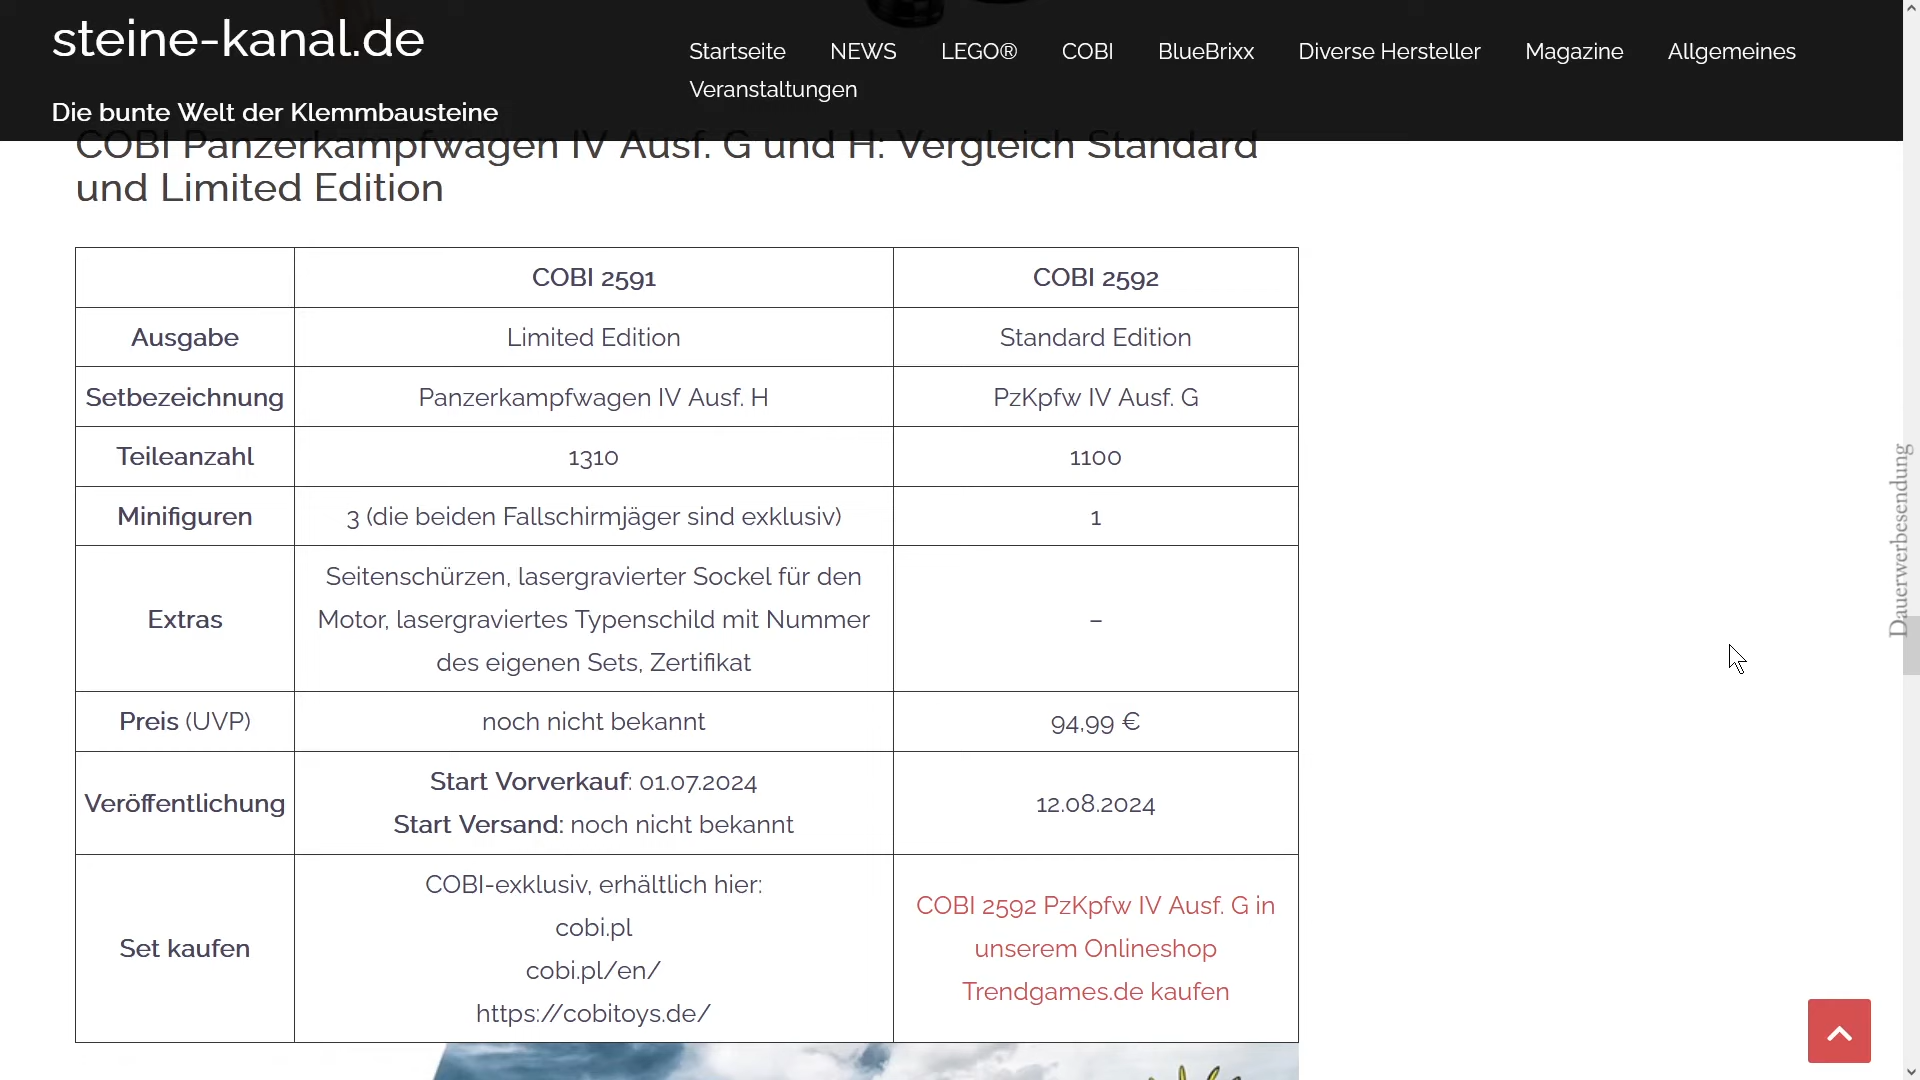 steine-kanal.de
Die bunte Welt der Klemmbausteine
Startseite NEWS LEGO® COBI BlueBrixx Diverse Hersteller Magazine Allgemeines
Veranstaltungen
COBI Panzerkampfwagen IV Ausf. G und H: Vergleich Standard
und Limited Edition
COBI 2591 COBI 2592
Ausgabe Limited Edition Standard Edition
Setbezeichnung Panzerkampfwagen IV Ausf. H PzKpfw IV Ausf. G
Teileanzahl 1310 1100
Minifiguren 3 (die beiden Fallschirmjäger sind exklusiv) 1
Extras
Seitenschürzen, lasergravierter Sockel für den
Motor, lasergraviertes Typenschild mit Nummer
des eigenen Sets, Zertifikat
–
Preis (UVP) noch nicht bekannt 94,99 €
Veröffentlichung
Start Vorverkauf: 01.07.2024
Start Versand: noch nicht bekannt
12.08.2024
Set kaufen
COBI-exklusiv, erhältlich hier:
cobi.pl
cobi.pl/en/
https://cobitoys.de/
COBI 2592 PzKpfw IV Ausf. G in
unserem Onlineshop
Trendgames.de kaufen
Dauerwerbesendung